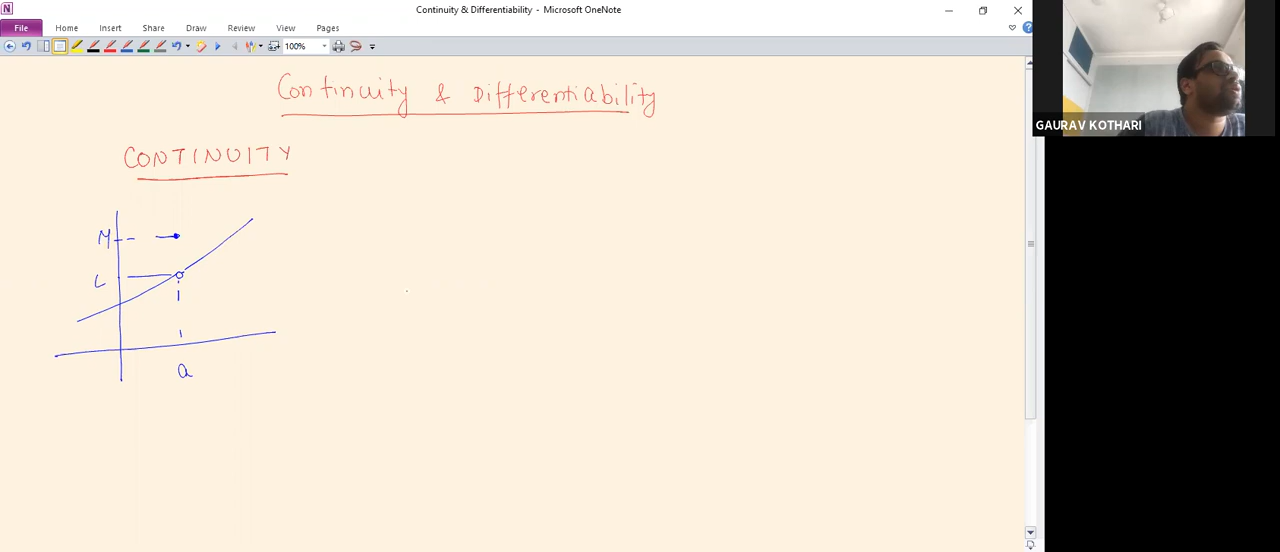 Continuity & Differentiability - Microsoft OneNote
File Home Insert Share Draw Review View Pages
100%
GAURAV KOTHARI
Continuity & Differentiability
CONTINUITY
M
L
a